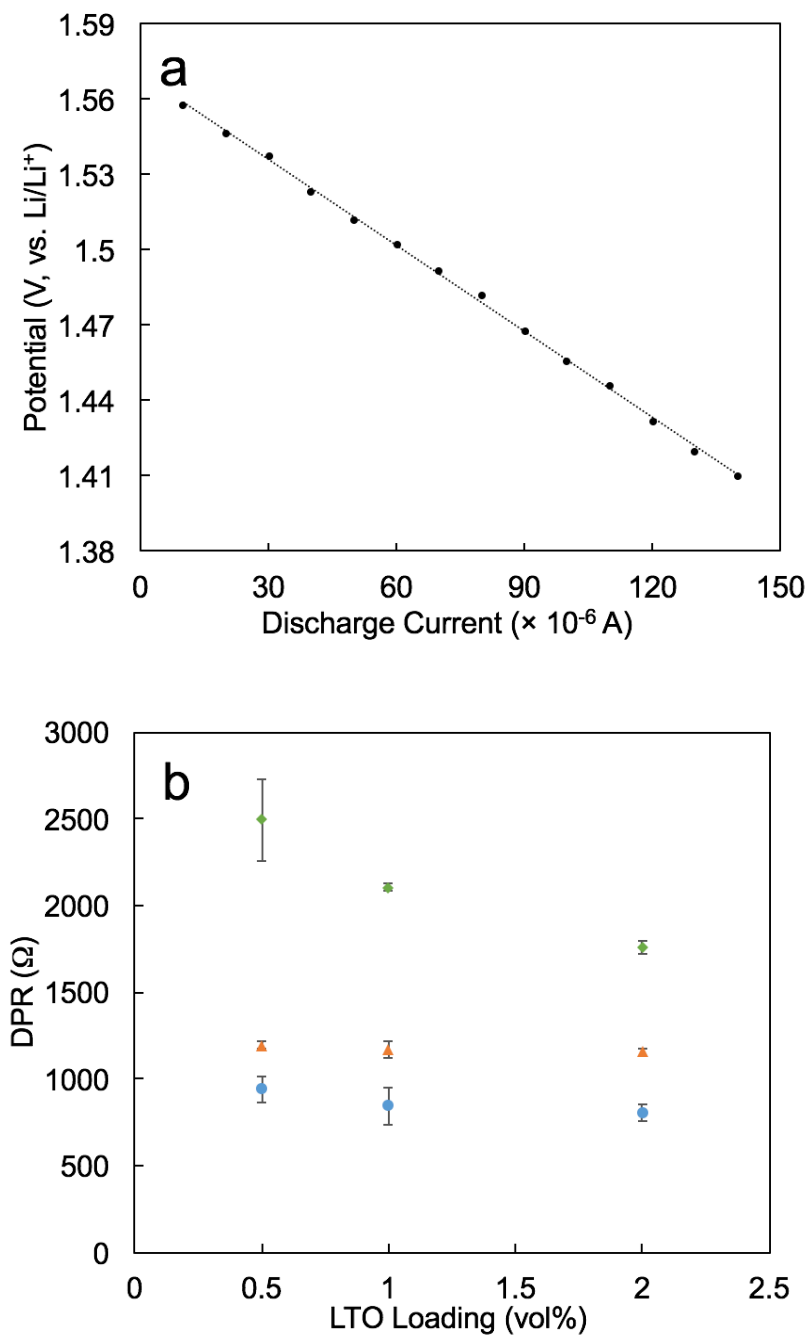 a
1.59
1.56
1.53
1.5
1.47
1.44
1.41
1.38
Potential (V, vs. Li/Li⁺)
0 30 60 90 120 150
Discharge Current (× 10⁻⁶ A)
b
3000
2500
2000
1500
1000
500
0
DPR (Ω)
0 0.5 1 1.5 2 2.5
LTO Loading (vol%)